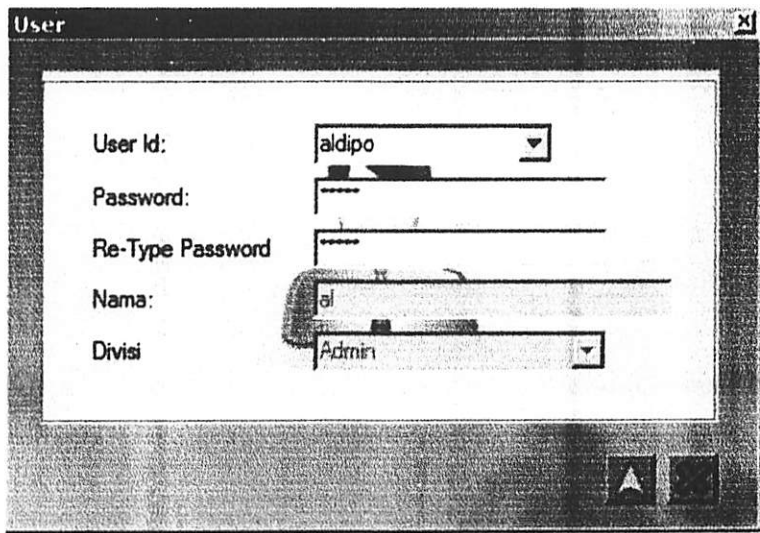 User
User Id: aldipo
Password: *****
Re-Type Password *****
Nama: al
Divisi Admin